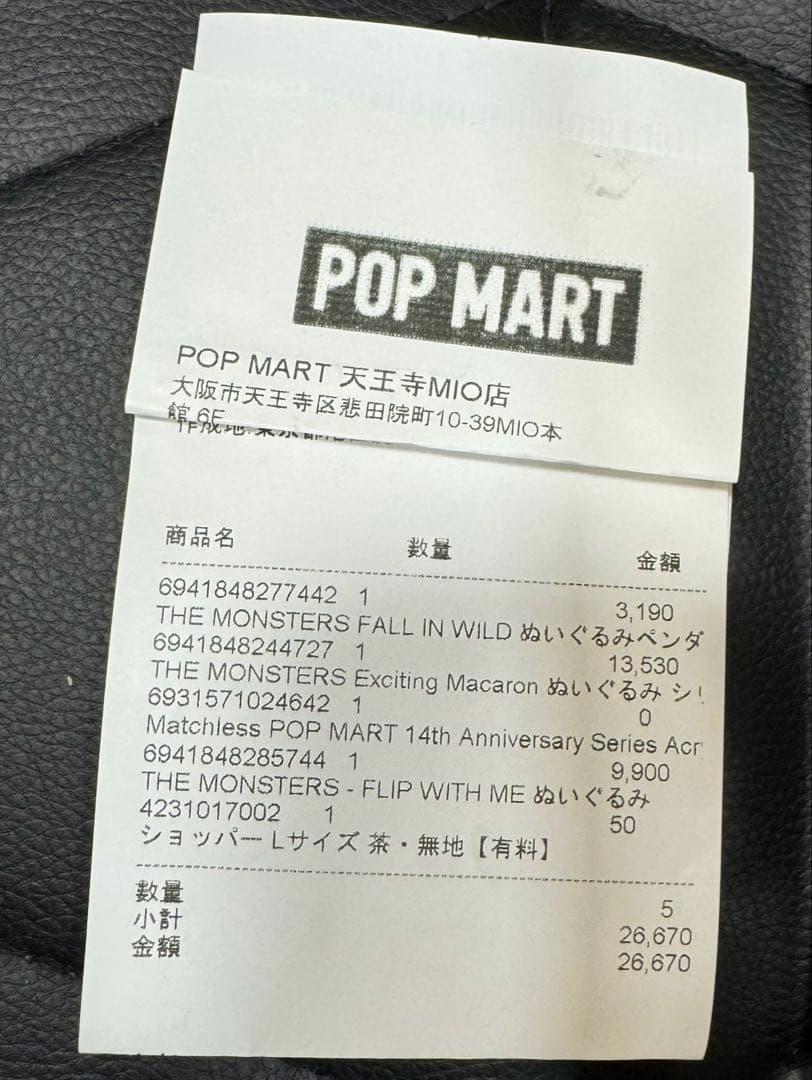 POP MART
POP MART 天王寺MIO店
大阪市天王寺区悲田院町10-39MIO本
館 6F
商品名 数量 金額
6941848277442 1 3,190
THE MONSTERS FALL IN WILD ぬいぐるみペンダ
6941848244727 1 13,530
THE MONSTERS Exciting Macaron ぬいぐるみ シリ
6931571024642 1 0
Matchless POP MART 14th Anniversary Series Acr
6941848285744 1 9,900
THE MONSTERS - FLIP WITH ME ぬいぐるみ
4231017002 1 50
ショッパー Lサイズ 茶・無地【有料】
数量 5
小計 26,670
金額 26,670